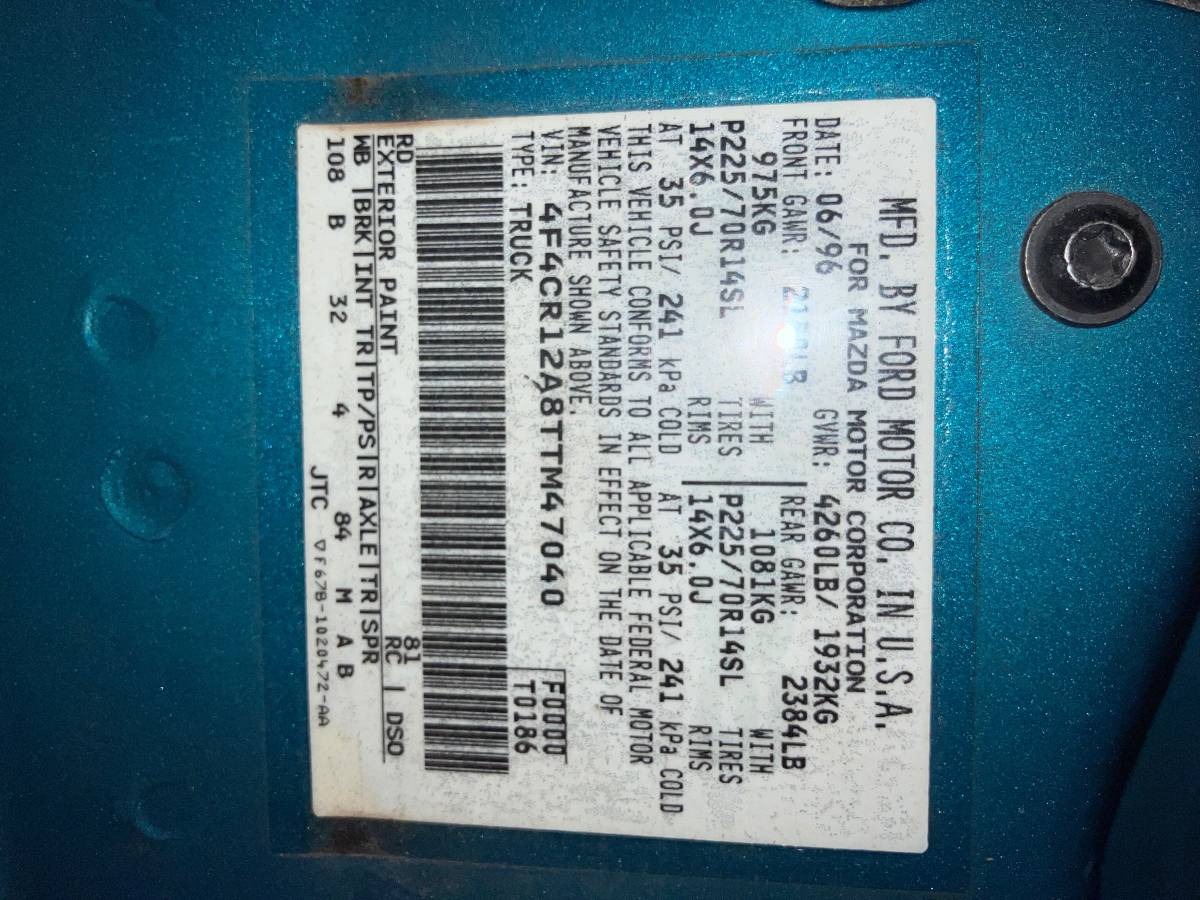 MFD. BY FORD MOTOR CO. IN U.S.A.
FOR MAZDA MOTOR CORPORATION
DATE: 06/96 GVWR: 4260LB/ 1932KG
FRONT GAWR: REAR GAWR: 2384LB
975KG WITH 1081KG WITH
P225/70R14SL TIRES P225/70R14SL TIRES
14X6.0J RIMS 14X6.0J RIMS
AT 35 PSI/ 241 kPa COLD AT 35 PSI/ 241 kPa COLD
THIS VEHICLE CONFORMS TO ALL APPLICABLE FEDERAL MOTOR
VEHICLE SAFETY STANDARDS IN EFFECT ON THE DATE OF
MANUFACTURE SHOWN ABOVE.
VIN: 4F4CR12A8TTM47040 F0000
TYPE: TRUCK T0186
RD 81
EXTERIOR PAINT RC | DSO
WB |BRK|INT TR|TP/PS|R|AXLE|TR|SPR
108 B 32 4 84 M A B
JTC ▽F67B-1020472-AA